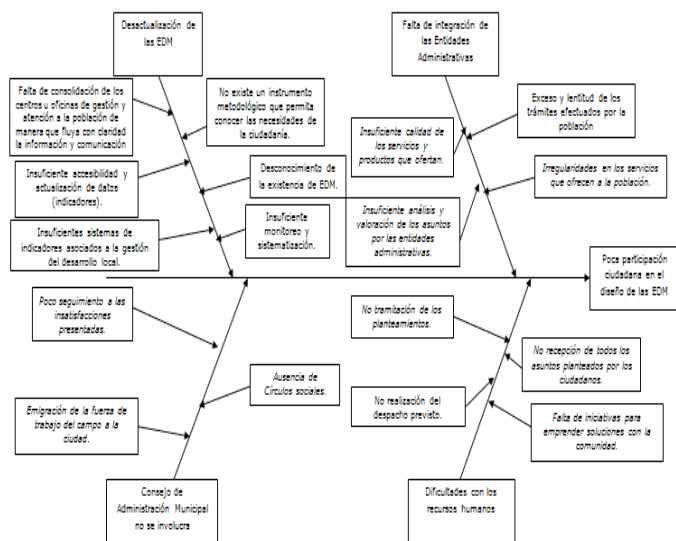 Desactualización de
las EDM
Falta de integración de
las Entidades
Administrativas
Falta de consolidación de los
centros u oficinas de gestión y
atención a la población de
manera que fluya con claridad
la información y comunicación
No existe un instrumento
metodológico que permita
conocer las necesidades de
la ciudadanía.
Exceso y lentitud de los
trámites efectuados por la
población
Insuficiente calidad de
los servicios y
productos que ofertan.
Insuficiente accesibilidad y
actualización de datos
(indicadores).
Desconocimiento de
la existencia de EDM.
Irregularidades en los servicios
que ofrecen a la población.
Insuficientes sistemas de
indicadores asociados a la gestión
del desarrollo local.
Insuficiente
monitoreo y
sistematización.
Insuficiente análisis y
valoración de los asuntos
por las entidades
administrativas.
Poca participación
ciudadana en el
diseño de las EDM
Poco seguimiento a las
insatisfacciones
presentadas.
No tramitación de los
planteamientos.
No recepción de todos los
asuntos planteados por los
ciudadanos.
Ausencia de
Círculos sociales.
No realización del
despacho previsto.
Emigración de la fuerza de
trabajo del campo a la
ciudad.
Falta de iniciativas para
emprender soluciones con la
comunidad.
Consejo de
Administración Municipal
no se involucra
Dificultades con los
recursos humanos